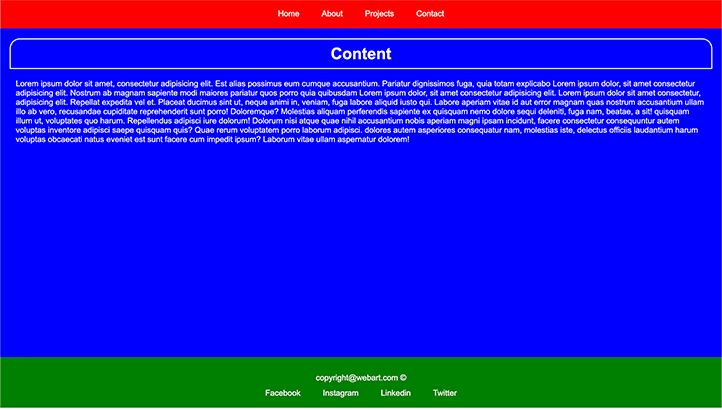 Home About Projects Contact
Content
Lorem ipsum dolor sit amet, consectetur adipisicing elit. Est alias possimus eum cumque accusantium. Pariatur dignissimos fuga, quia totam explicabo Lorem ipsum dolor, sit amet consectetur
adipisicing elit. Nostrum ab magnam sapiente modi maiores pariatur quos porro quia quibusdam Lorem ipsum dolor, sit amet consectetur adipisicing elit. Lorem ipsum dolor sit amet consectetur,
adipisicing elit. Repellat expedita vel et. Placeat ducimus sint ut, neque animi in, veniam, fuga labore aliquid iusto qui. Labore aperiam vitae id aut error magnam quas nostrum accusantium ullam
illo ab vero, recusandae cupiditate reprehenderit sunt porro! Doloremque? Molestias aliquam perferendis sapiente ex quisquam nemo dolore sequi deleniti, fuga nam, beatae, a sit! quisquam
illum ut, voluptates quo harum. Repellendus adipisci iure dolorum! Dolorum nisi atque quae nihil accusantium nobis aperiam magni ipsam incidunt, facere consectetur consequuntur autem
voluptas inventore adipisci saepe quisquam quis? Quae rerum voluptatem porro laborum adipisci. dolores autem asperiores consequatur nam, molestias iste, delectus officiis laudantium harum
voluptas obcaecati natus eveniet est sunt facere cum impedit ipsum? Laborum vitae ullam aspernatur dolorem!
copyright@webart.com ©
Facebook Instagram Linkedin Twitter